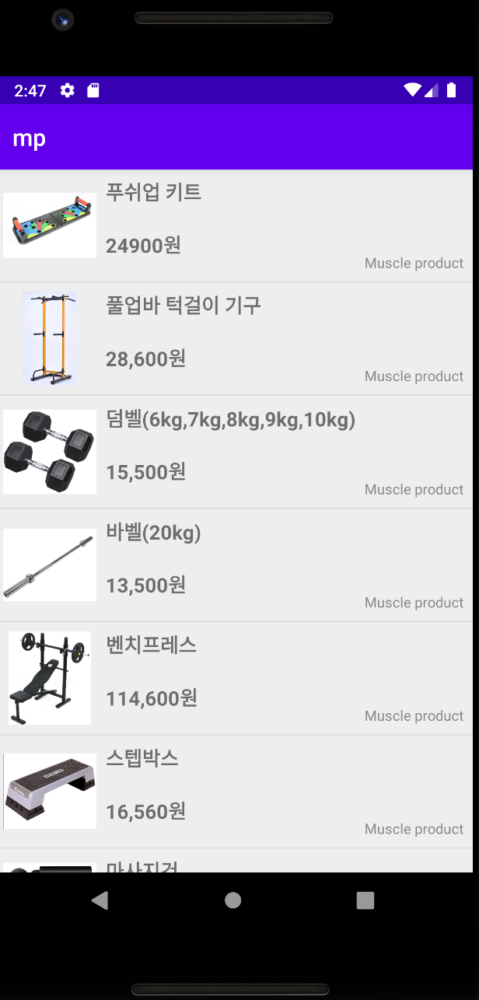 2:47
mp
푸쉬업 키트
24900원
Muscle product
풀업바 턱걸이 기구
28,600원
Muscle product
덤벨(6kg,7kg,8kg,9kg,10kg)
15,500원
Muscle product
바벨(20kg)
13,500원
Muscle product
벤치프레스
114,600원
Muscle product
스텝박스
16,560원
Muscle product
마사지건